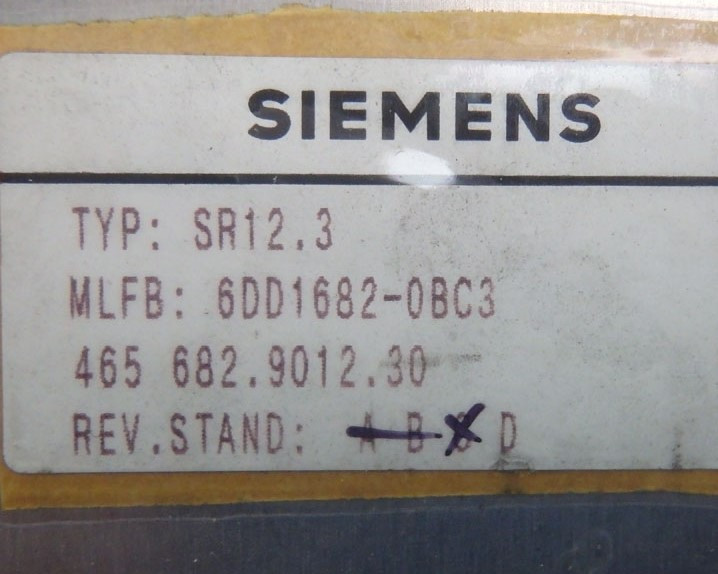 SIEMENS
TYP: SR12.3
MLFB: 6DD1682-0BC3
465 682.9012.30
REV.STAND: A B C D